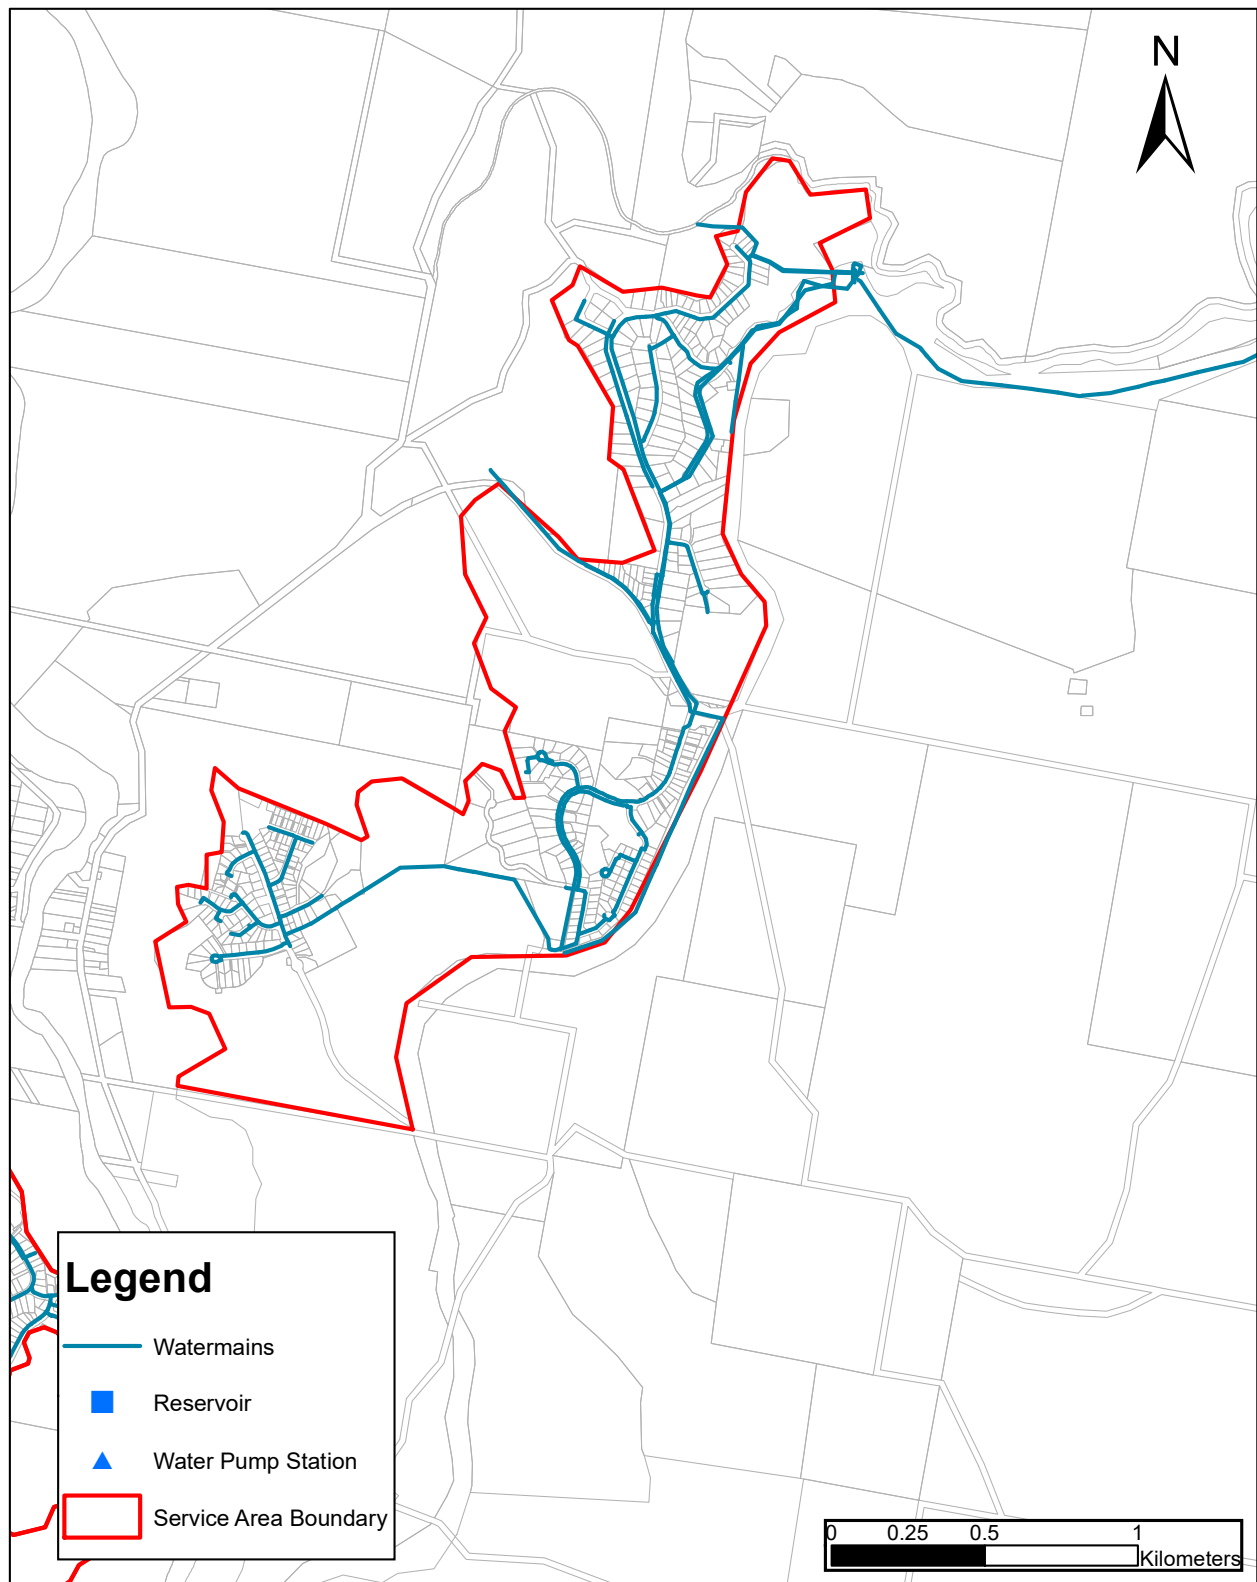 N
Legend
Watermains
Reservoir
Water Pump Station
Service Area Boundary
0 0.25 0.5 1
Kilometers